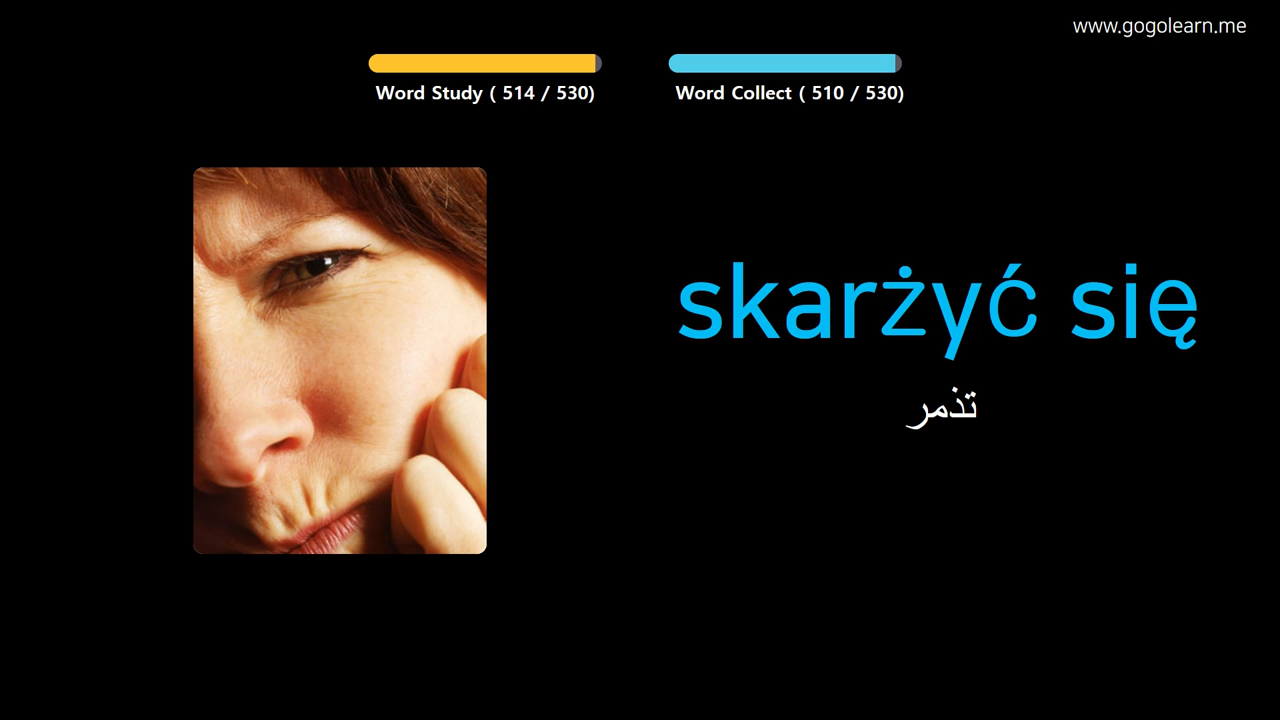 www.gogolearn.me
Word Study ( 514 / 530)
Word Collect ( 510 / 530)
skarżyć się
تذمر